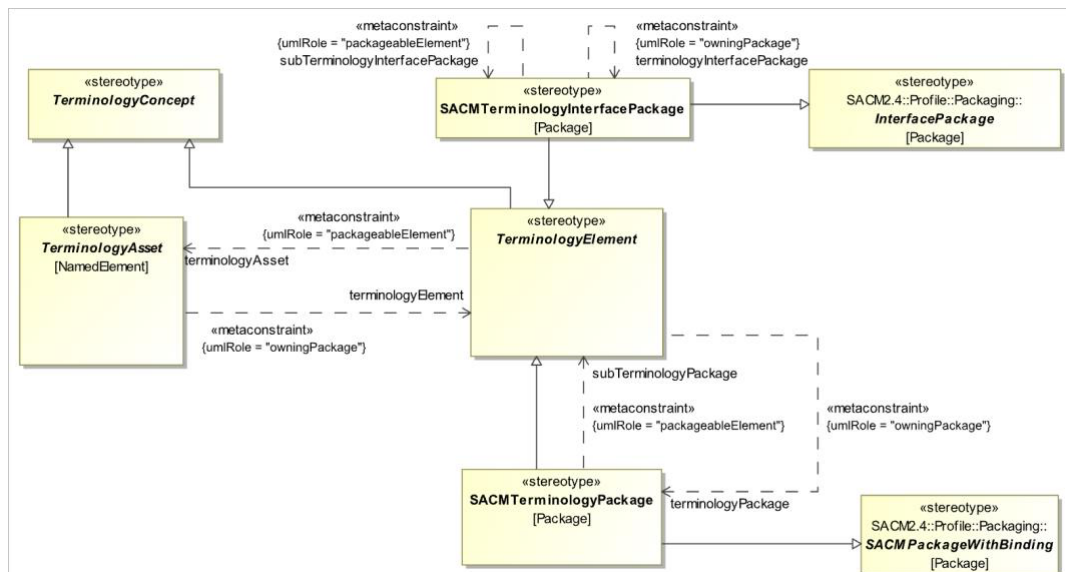 «metaconstraint»
{umlRole = "packageableElement"}
subTerminologyInterfacePackage
«metaconstraint»
{umlRole = "owningPackage"}
terminologyInterfacePackage
«stereotype»
TerminologyConcept
«stereotype»
SACMTerminologyInterfacePackage
[Package]
«stereotype»
SACM2.4::Profile::Packaging::
InterfacePackage
[Package]
«stereotype»
TerminologyAsset
[NamedElement]
«metaconstraint»
{umlRole = "packageableElement"}
terminologyAsset
«stereotype»
TerminologyElement
terminologyElement
«metaconstraint»
{umlRole = "owningPackage"}
subTerminologyPackage
«metaconstraint»
{umlRole = "packageableElement"}
«metaconstraint»
{umlRole = "owningPackage"}
«stereotype»
SACMTerminologyPackage
[Package]
terminologyPackage
«stereotype»
SACM2.4::Profile::Packaging::
SACMPackageWithBinding
[Package]